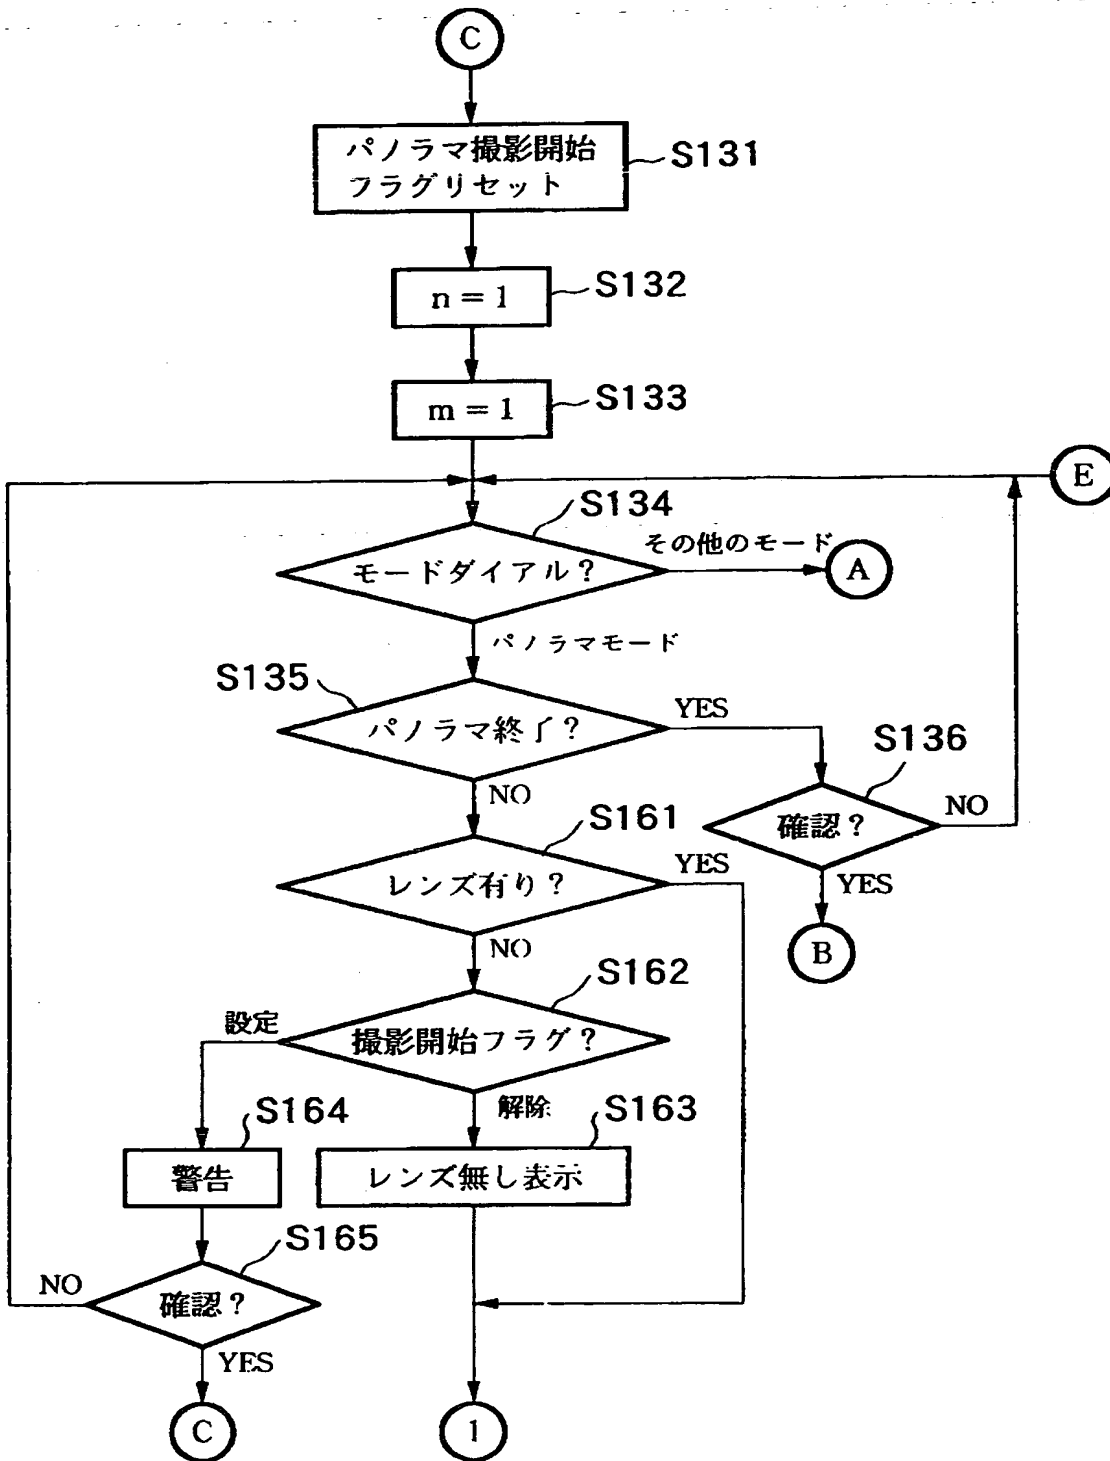 C
パノラマ撮影開始
フラグリセット
S131
n = 1
S132
m = 1
S133
E
S134
モードダイアル？
その他のモード
A
パノラマモード
S135
パノラマ終了？
YES
S136
NO
確認？
NO
YES
B
S161
レンズ有り？
YES
NO
S162
撮影開始フラグ？
設定
解除
S164
警告
S163
レンズ無し表示
S165
確認？
NO
YES
C
1